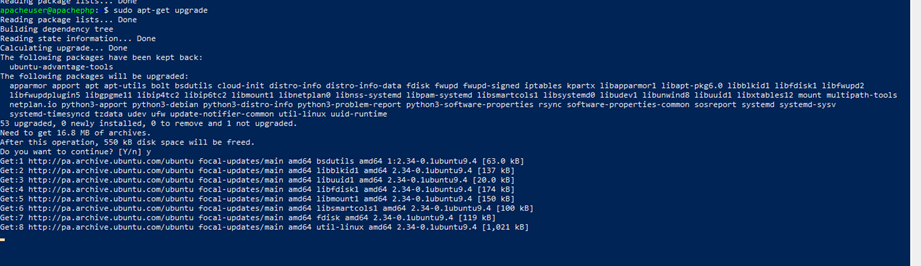 Reading package lists... Done
apacheuser@apachephp: $ sudo apt-get upgrade
Reading package lists... Done
Building dependency tree
Reading state information... Done
Calculating upgrade... Done
The following packages have been kept back:
ubuntu-advantage-tools
The following packages will be upgraded:
apparmor apport apt apt-utils bolt bsdutils cloud-init distro-info distro-info-data fdisk fwupd fwupd-signed iptables kpartx libapparmor1 libapt-pkg6.0 libblkid1 libfdisk1 libfwupd2
libfwupdplugin5 libgpgme11 libip4tc2 libip6tc2 libmount1 libnetplan0 libnss-systemd libpam-systemd libsmartcols1 libsystemd0 libudev1 libunwind8 libuuid1 libxtables12 mount multipath-tools
netplan.io python3-apport python3-debian python3-distro-info python3-problem-report python3-software-properties rsync software-properties-common sosreport systemd systemd-sysv
systemd-timesyncd tzdata udev ufw update-notifier-common util-linux uuid-runtime
53 upgraded, 0 newly installed, 0 to remove and 1 not upgraded.
Need to get 16.8 MB of archives.
After this operation, 550 kB disk space will be freed.
Do you want to continue? [Y/n] y
Get:1 http://pa.archive.ubuntu.com/ubuntu focal-updates/main amd64 bsdutils amd64 1:2.34-0.1ubuntu9.4 [63.0 kB]
Get:2 http://pa.archive.ubuntu.com/ubuntu focal-updates/main amd64 libblkid1 amd64 2.34-0.1ubuntu9.4 [137 kB]
Get:3 http://pa.archive.ubuntu.com/ubuntu focal-updates/main amd64 libuuid1 amd64 2.34-0.1ubuntu9.4 [20.0 kB]
Get:4 http://pa.archive.ubuntu.com/ubuntu focal-updates/main amd64 libfdisk1 amd64 2.34-0.1ubuntu9.4 [174 kB]
Get:5 http://pa.archive.ubuntu.com/ubuntu focal-updates/main amd64 libmount1 amd64 2.34-0.1ubuntu9.4 [150 kB]
Get:6 http://pa.archive.ubuntu.com/ubuntu focal-updates/main amd64 libsmartcols1 amd64 2.34-0.1ubuntu9.4 [100 kB]
Get:7 http://pa.archive.ubuntu.com/ubuntu focal-updates/main amd64 fdisk amd64 2.34-0.1ubuntu9.4 [119 kB]
Get:8 http://pa.archive.ubuntu.com/ubuntu focal-updates/main amd64 util-linux amd64 2.34-0.1ubuntu9.4 [1,021 kB]